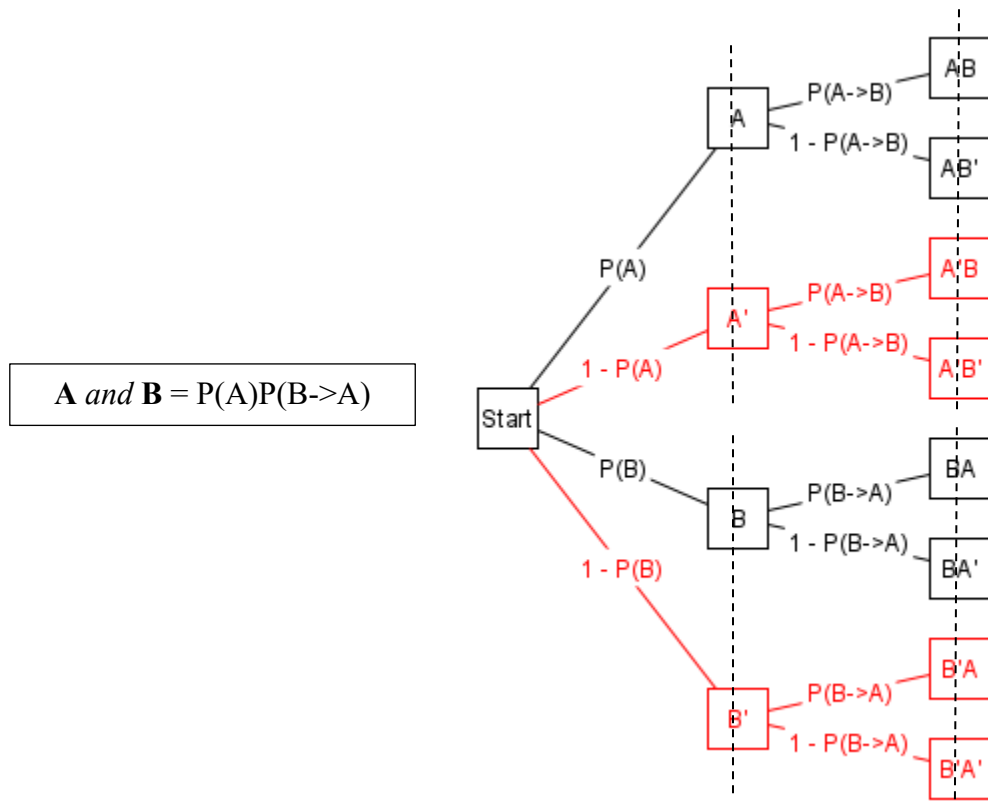 AB
P(A->B)
A
1 - P(A->B)
AB'
P(A)
A'B
P(A->B)
A'
1 - P(A->B)
A'B'
1 - P(A)
A and B = P(A)P(B->A)
Start
P(B)
BA
P(B->A)
B
1 - P(B->A)
BA'
1 - P(B)
B'A
P(B->A)
B'
1 - P(B->A)
B'A'